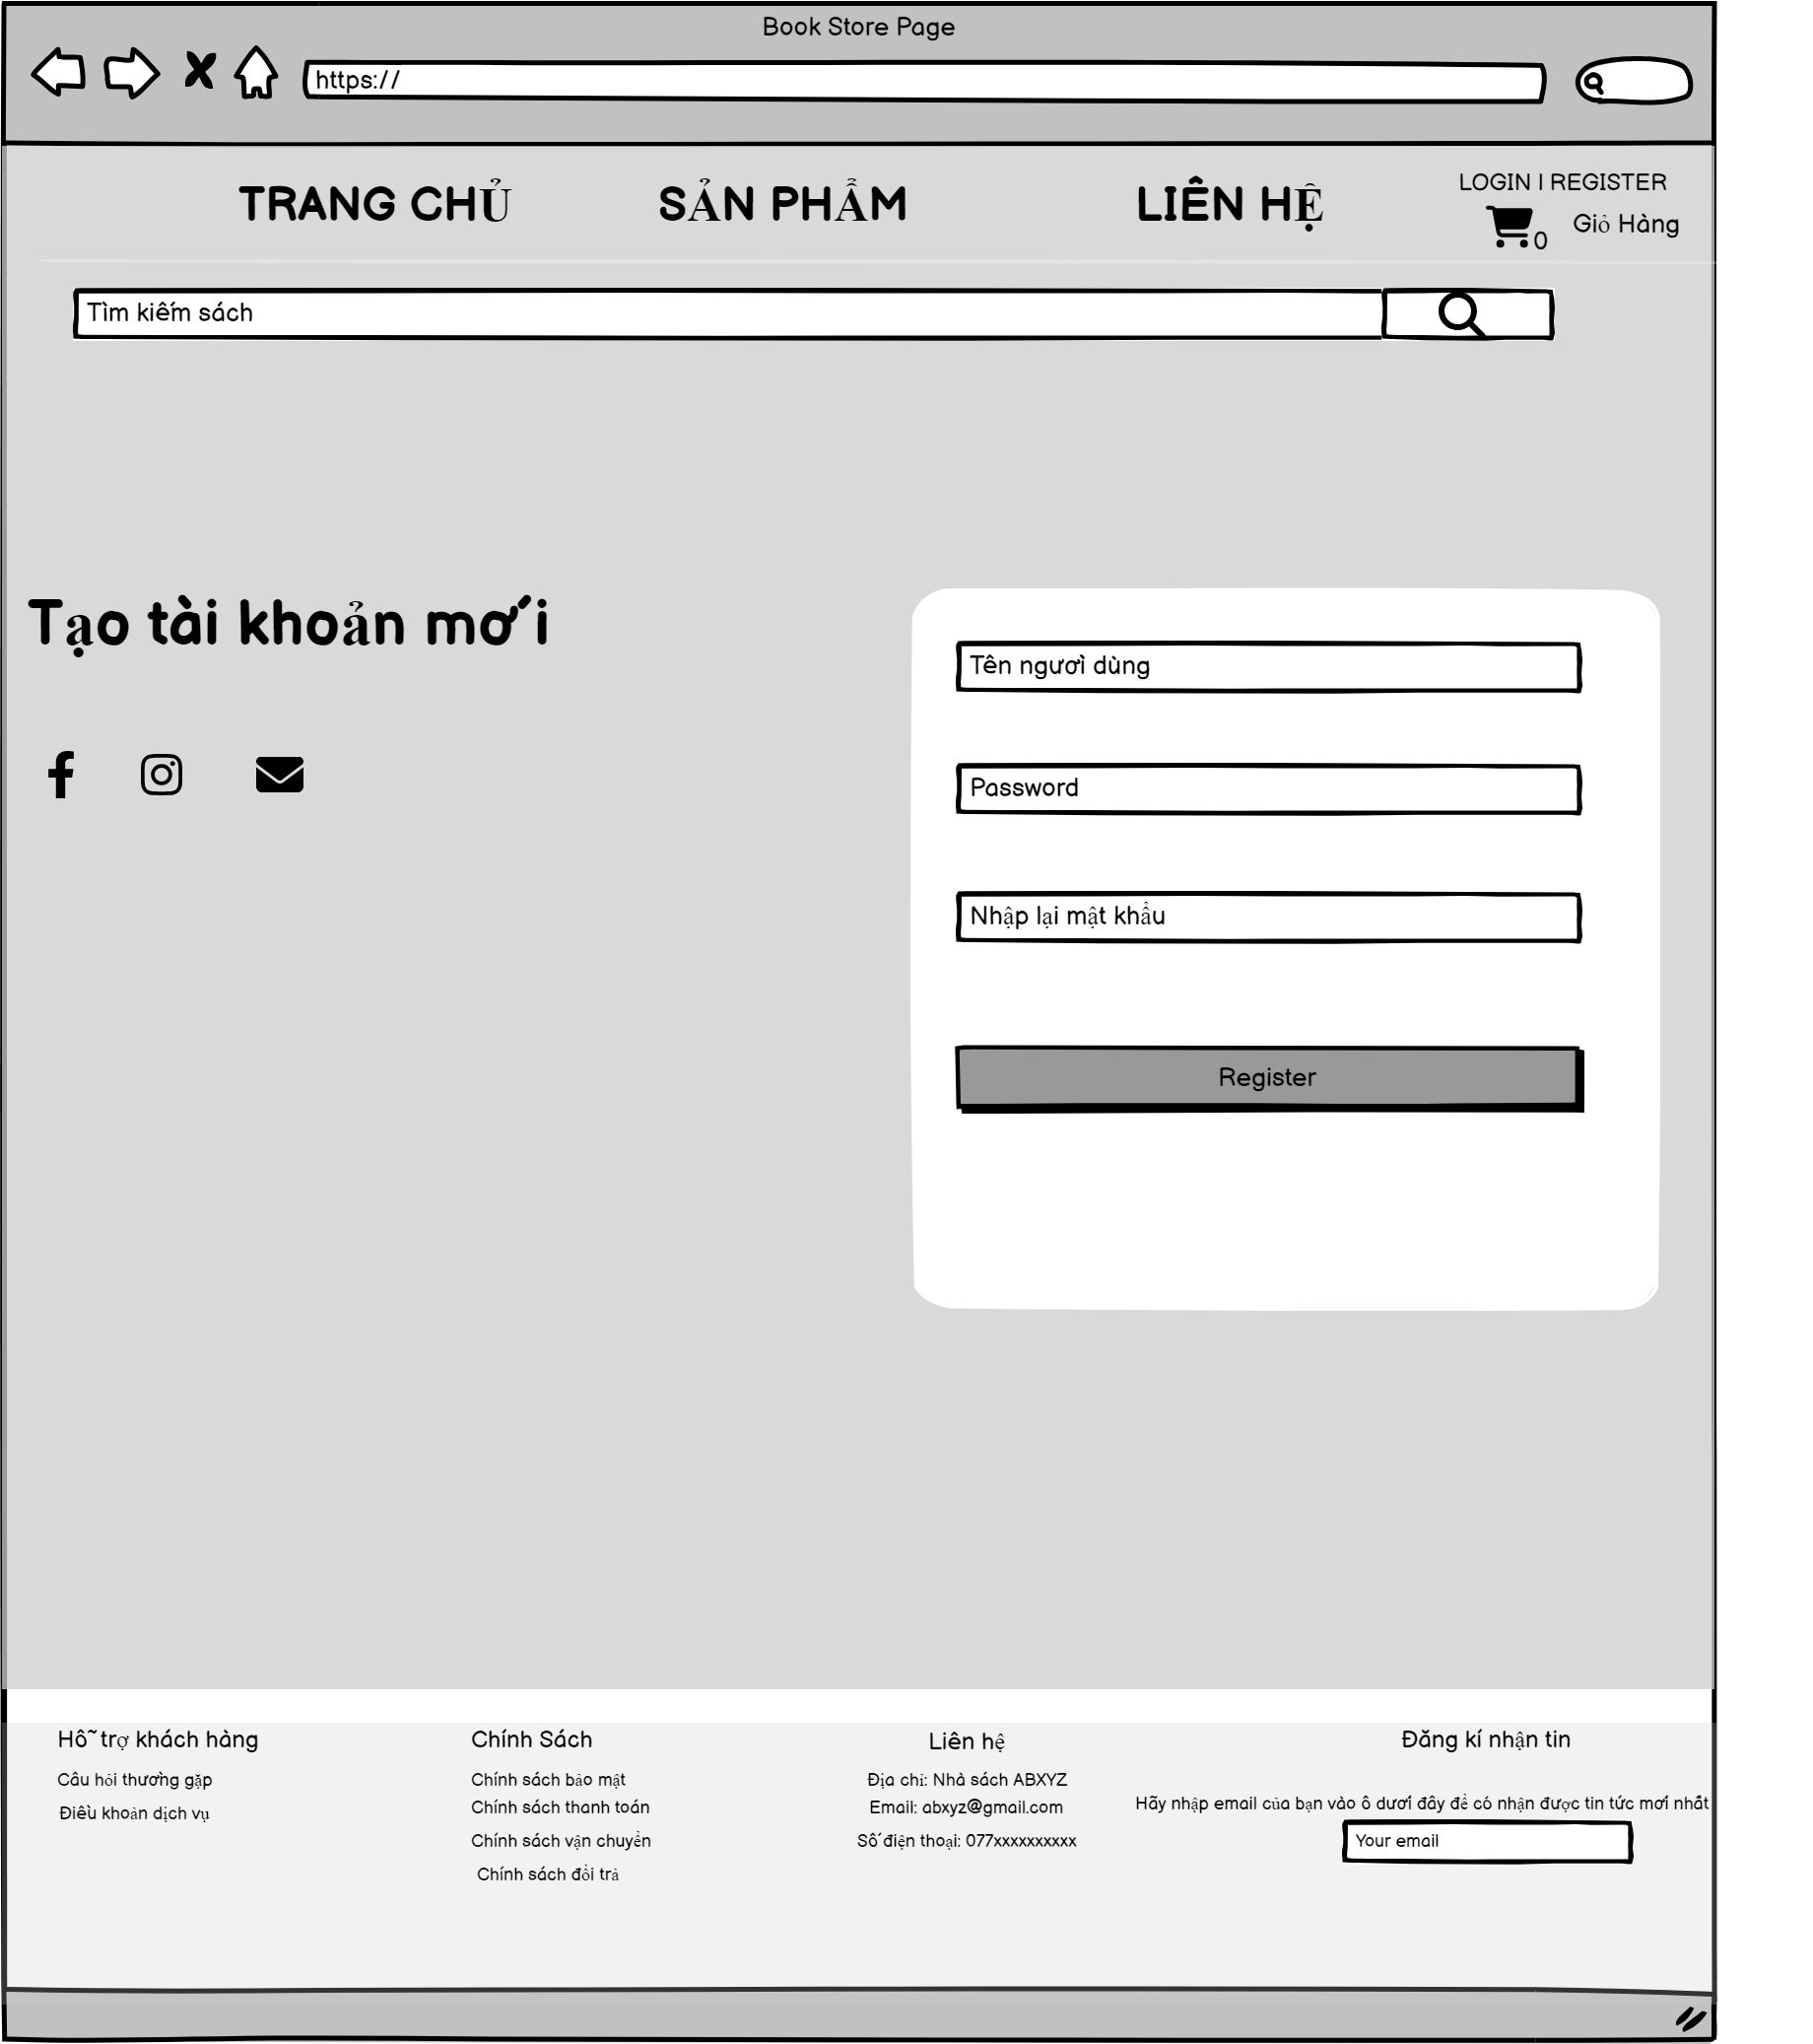 Book Store Page
https://
TRANG CHỦ
SẢN PHẨM
LIÊN HỆ
LOGIN | REGISTER
0
Giỏ Hàng
Tìm kiếm sách
Tạo tài khoản mới
Tên người dùng
Password
Nhập lại mật khẩu
Register
Hỗ trợ khách hàng
Câu hỏi thường gặp
Điều khoản dịch vụ
Chính Sách
Chính sách bảo mật
Chính sách thanh toán
Chính sách vận chuyển
Chính sách đổi trả
Liên hệ
Địa chỉ: Nhà sách ABXYZ
Email: abxyz@gmail.com
Số điện thoại: 077xxxxxxxxxx
Đăng kí nhận tin
Hãy nhập email của bạn vào ô dưới đây để có nhận được tin tức mới nhất
Your email